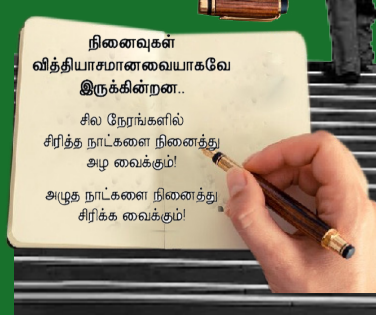 நினைவுகள்
வித்தியாசமானவையாகவே
இருக்கின்றன..
சில நேரங்களில்
சிரித்த நாட்களை நினைத்து
அழ வைக்கும்!
அழுத நாட்களை நினைத்து
சிரிக்க வைக்கும்!